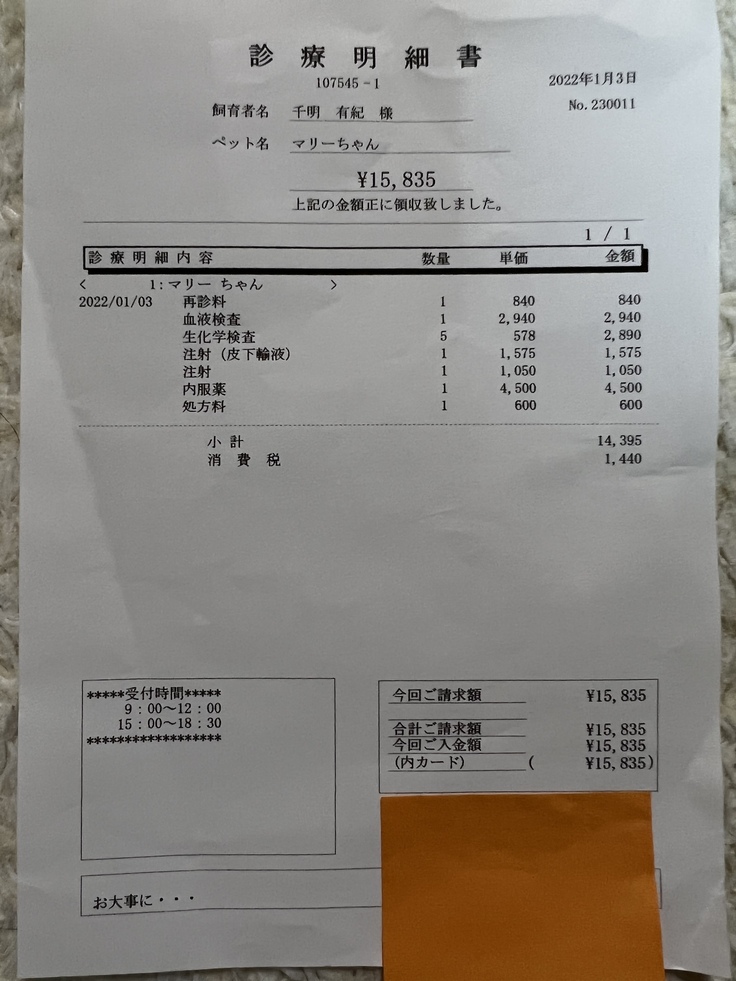 診療明細書
107545-1
2022年1月3日
飼育者名 千明 有紀 様
No.230011
ペット名 マリーちゃん
¥15,835
上記の金額正に領収致しました。
1 / 1
診療明細内容 数量 単価 金額
< 1:マリー ちゃん >
2022/01/03 再診料 1 840 840
血液検査 1 2,940 2,940
生化学検査 5 578 2,890
注射(皮下輸液) 1 1,575 1,575
注射 1 1,050 1,050
内服薬 1 4,500 4,500
処方料 1 600 600
小計 14,395
消費税 1,440
*****受付時間*****
9:00〜12:00
15:00〜18:30
******************
今回ご請求額 ¥15,835
合計ご請求額 ¥15,835
今回ご入金額 ¥15,835
(内カード) ( ¥15,835)
お大事に・・・